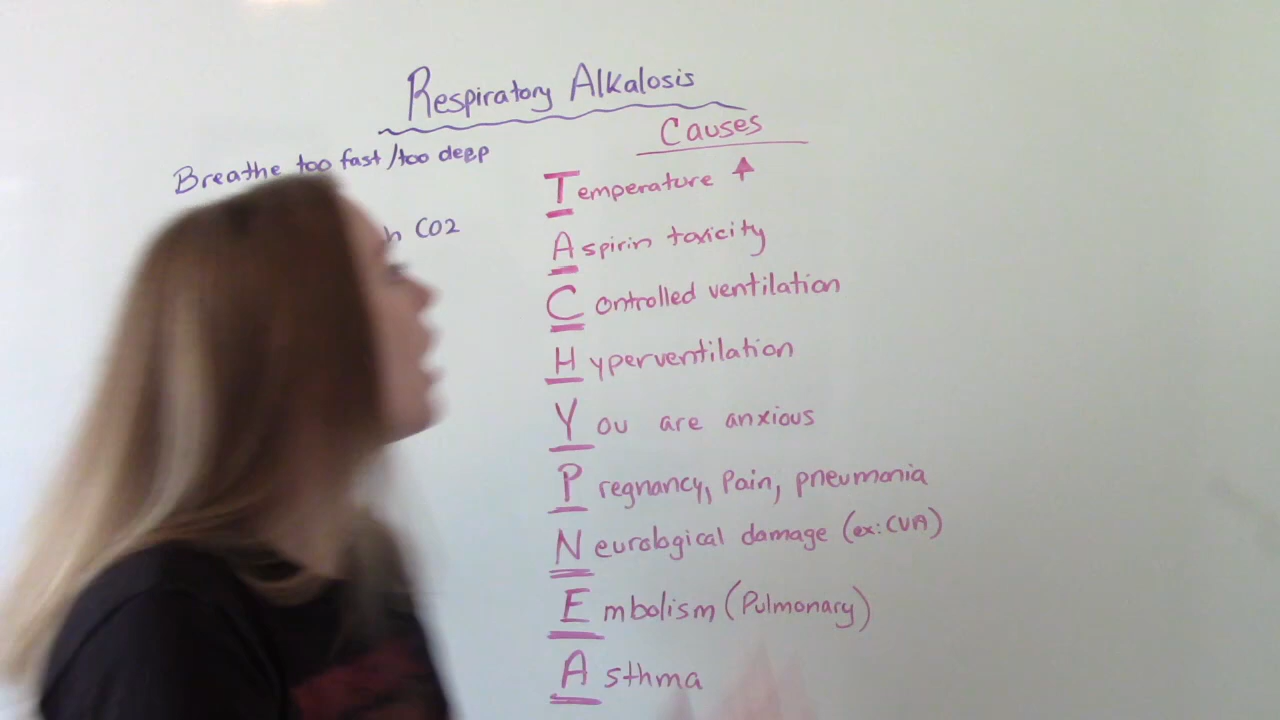 Respiratory Alkalosis
Breathe too fast/too deep
CO2
Causes
Temperature ↑
Aspirin toxicity
Controlled ventilation
Hyperventilation
You are anxious
Pregnancy, Pain, pneumonia
Neurological damage (ex: CVA)
Embolism (Pulmonary)
Asthma